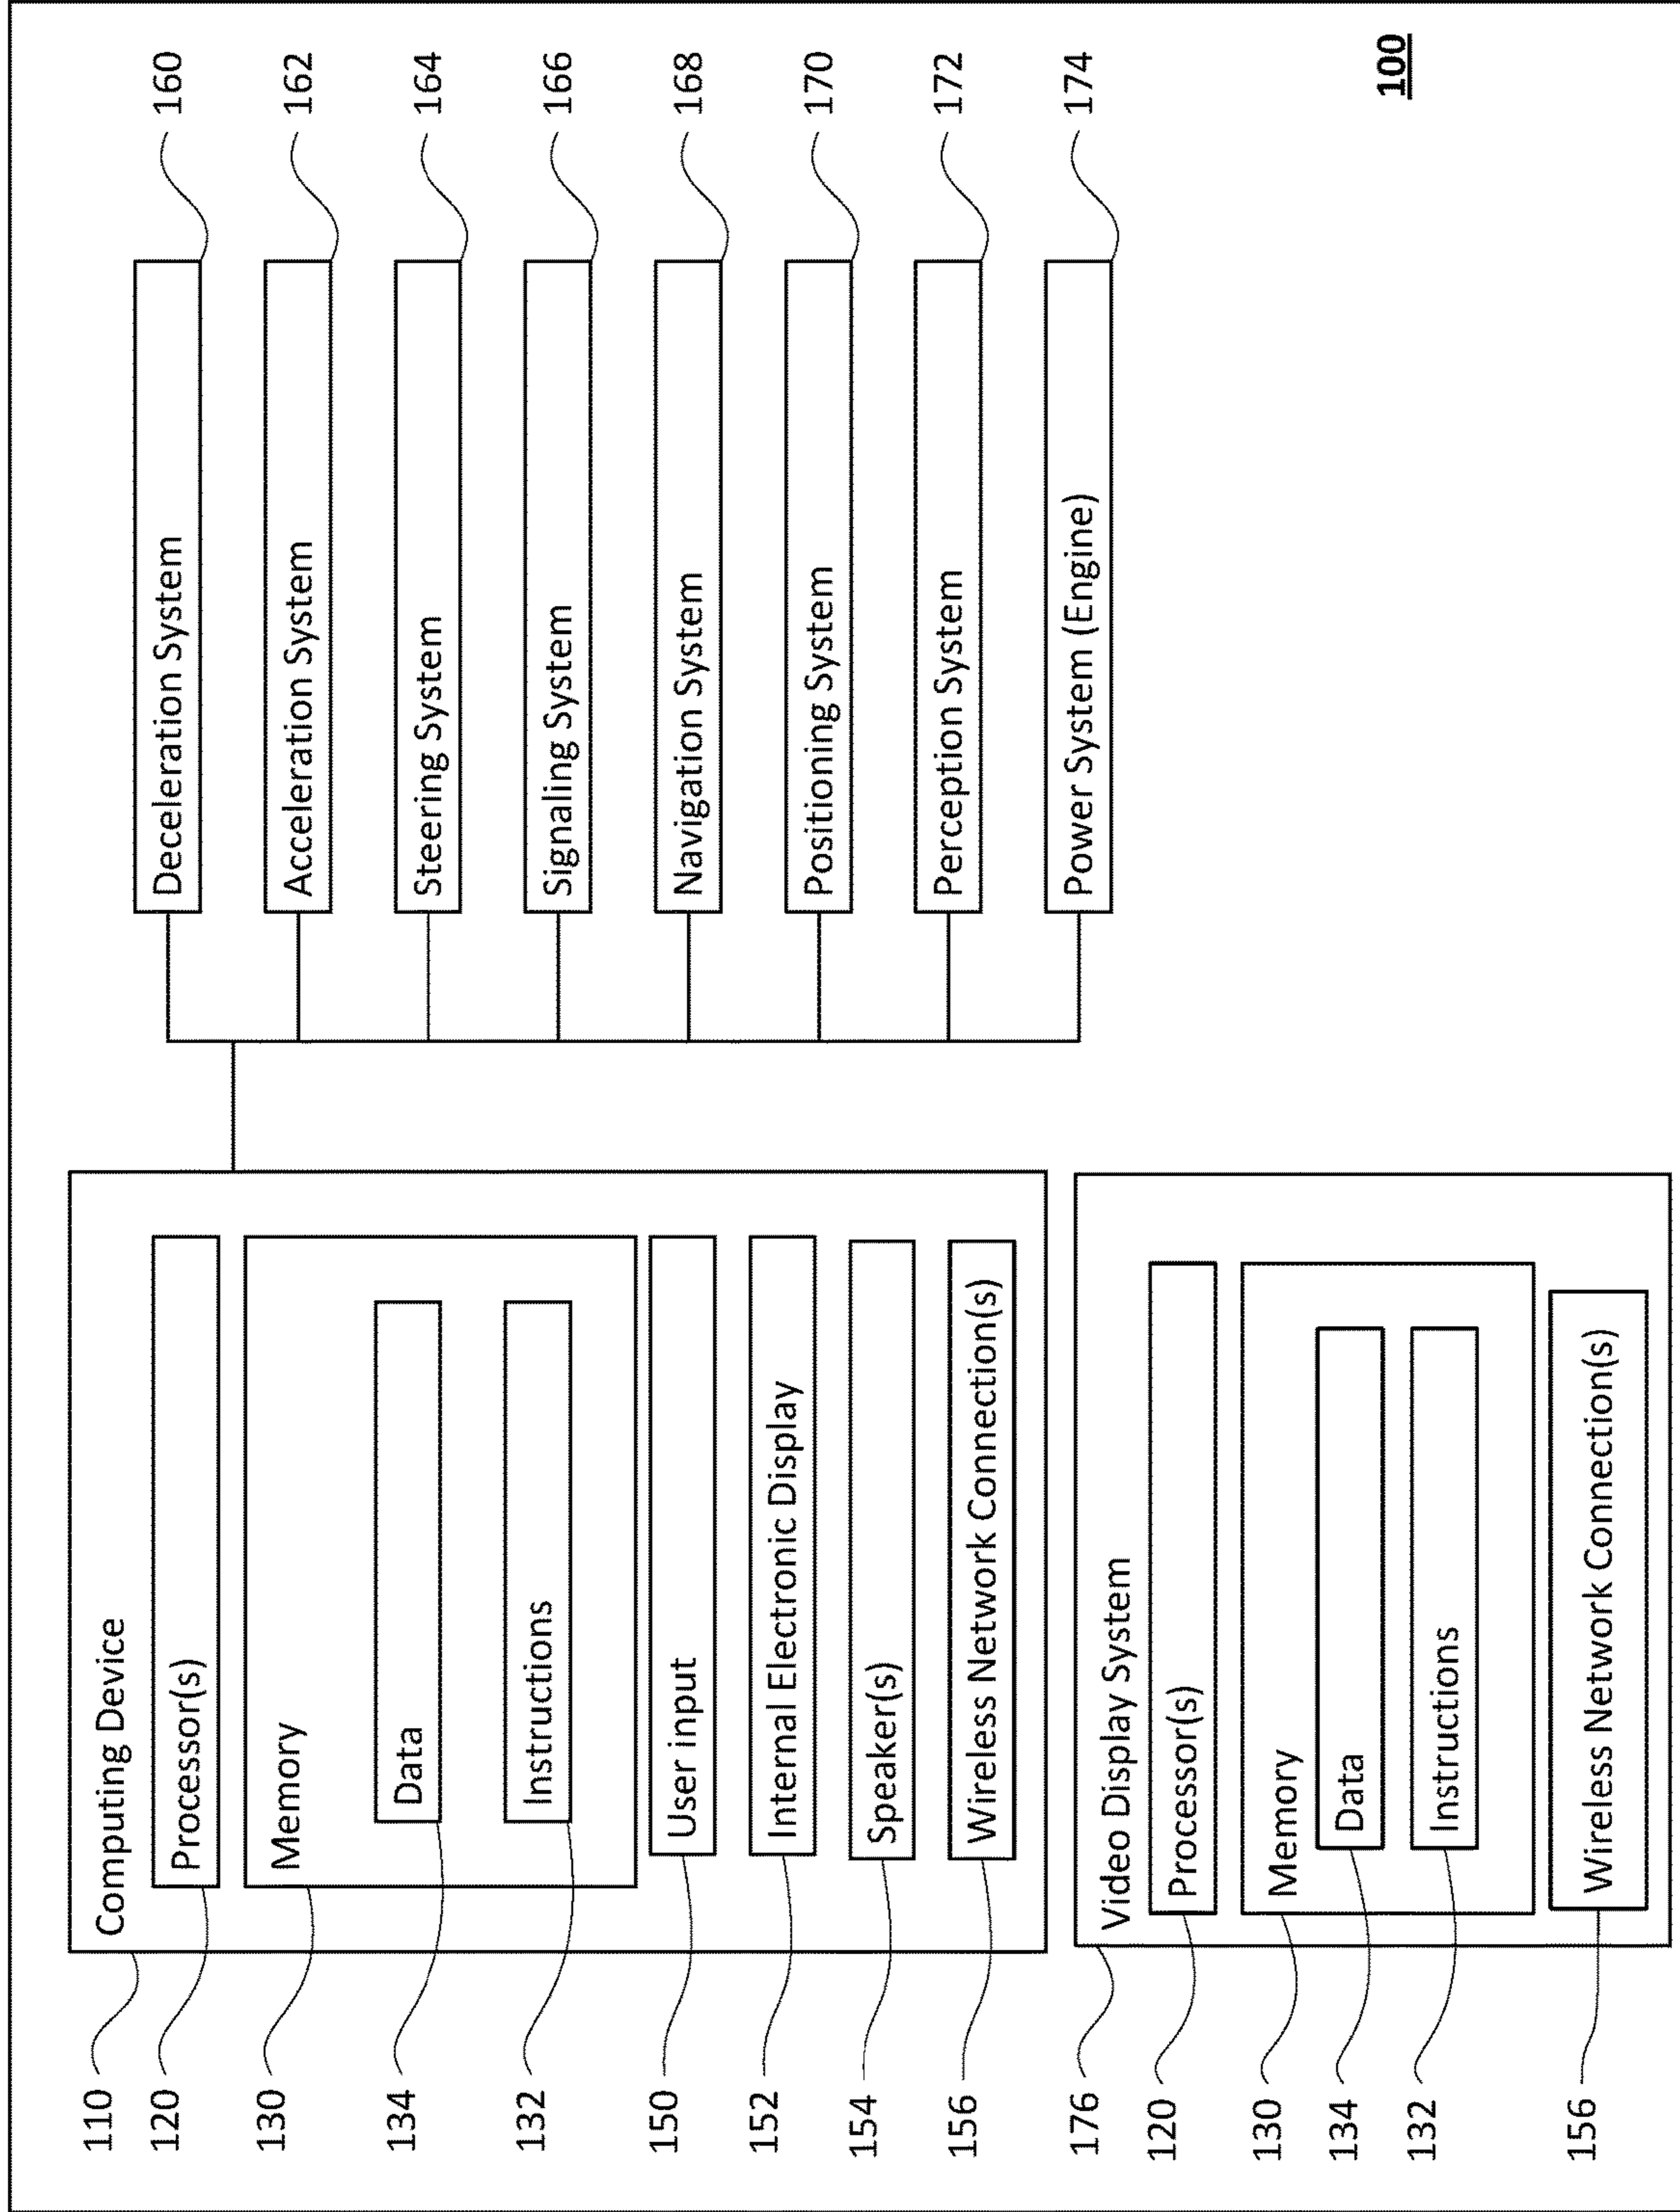 110
Computing Device
120
Processor(s)
130
Memory
134
Data
132
Instructions
150
User input
152
Internal Electronic Display
154
Speaker(s)
156
Wireless Network Connection(s)
176
Video Display System
120
Processor(s)
130
Memory
134
Data
132
Instructions
156
Wireless Network Connection(s)
Deceleration System
160
Acceleration System
162
Steering System
164
Signaling System
166
Navigation System
168
Positioning System
170
Perception System
172
Power System (Engine)
174
100